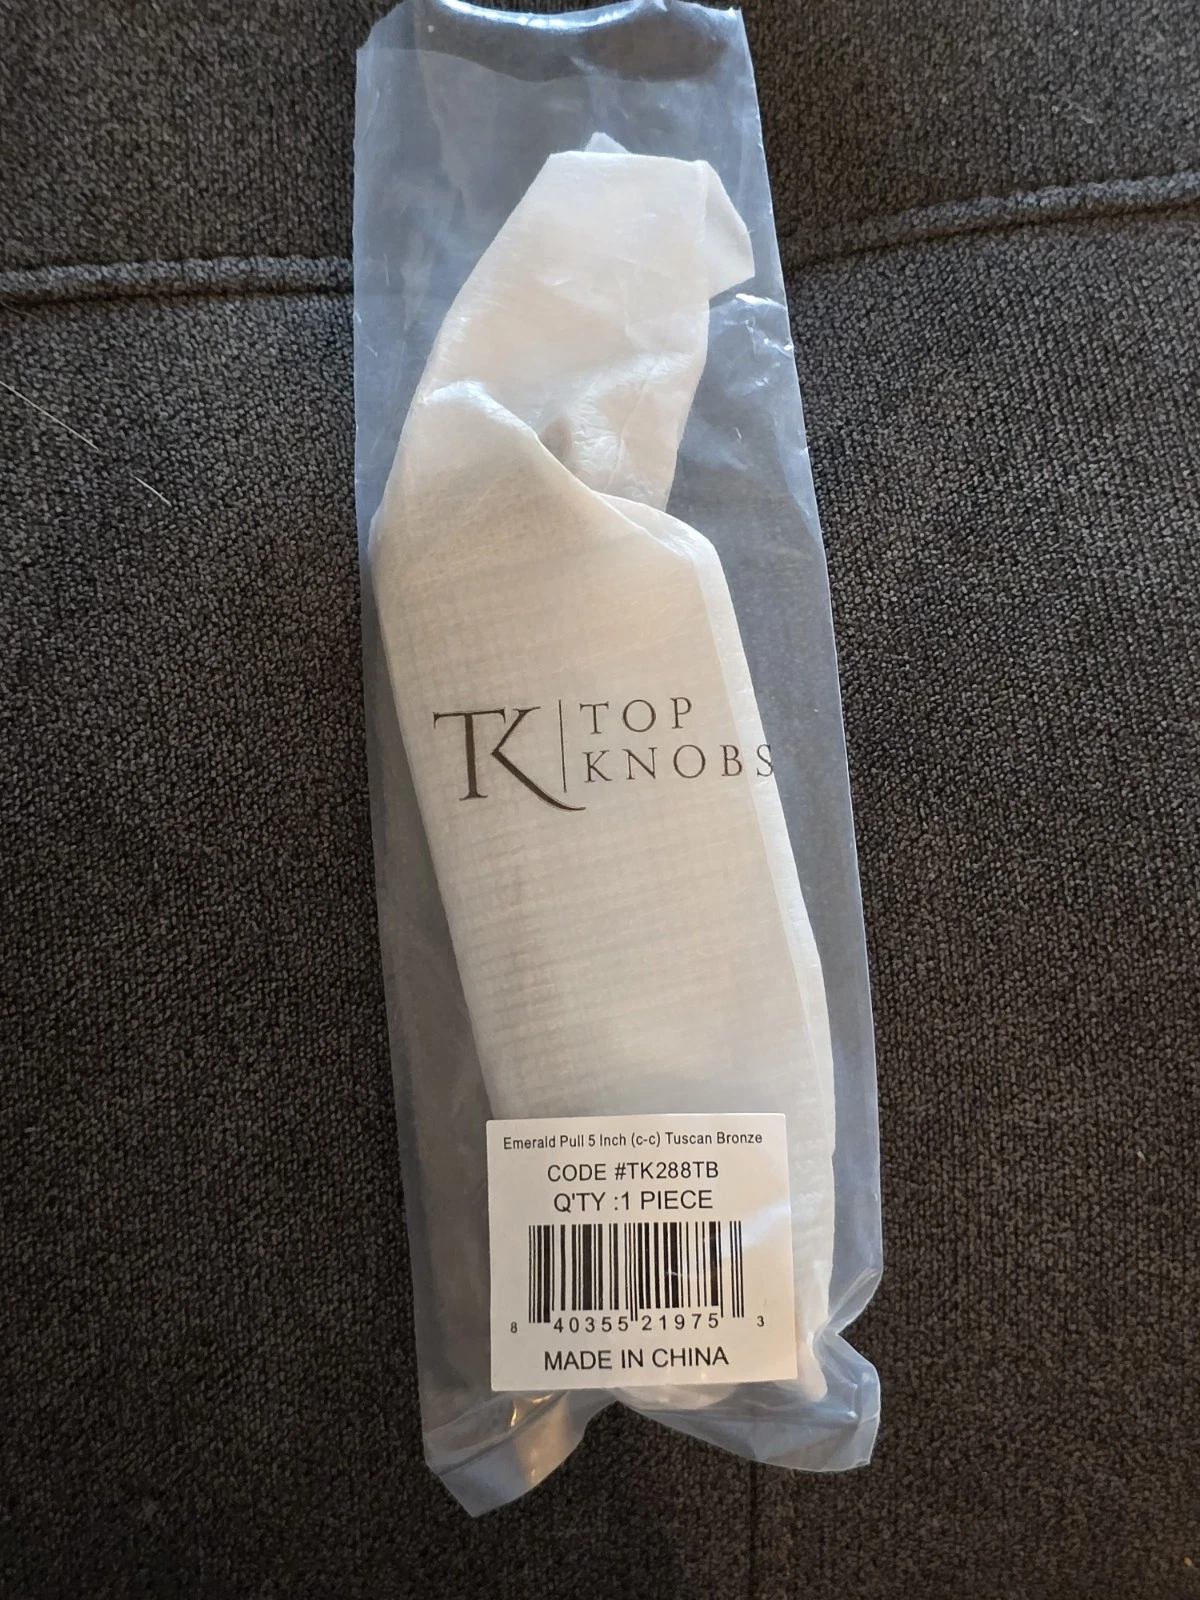 TK TOP
KNOBS
Emerald Pull 5 Inch (c-c) Tuscan Bronze
CODE #TK288TB
Q'TY :1 PIECE
8 40355 21975 3
MADE IN CHINA